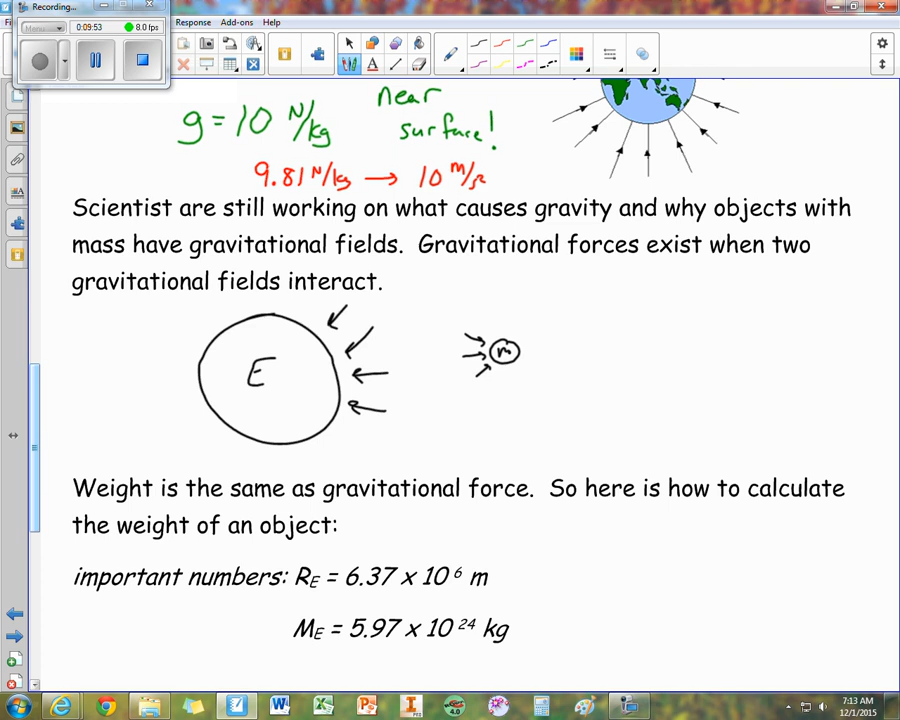 Recording...
Menu
0:09:53
8.0 fps
Response Add-ons Help
near
g = 10 N/kg
surface!
9.81 N/kg → 10 m/s²
Scientist are still working on what causes gravity and why objects with
mass have gravitational fields. Gravitational forces exist when two
gravitational fields interact.
E
m
Weight is the same as gravitational force. So here is how to calculate
the weight of an object:
important numbers: RE = 6.37 x 10 6 m
ME = 5.97 x 10 24 kg
7:13 AM
12/1/2015